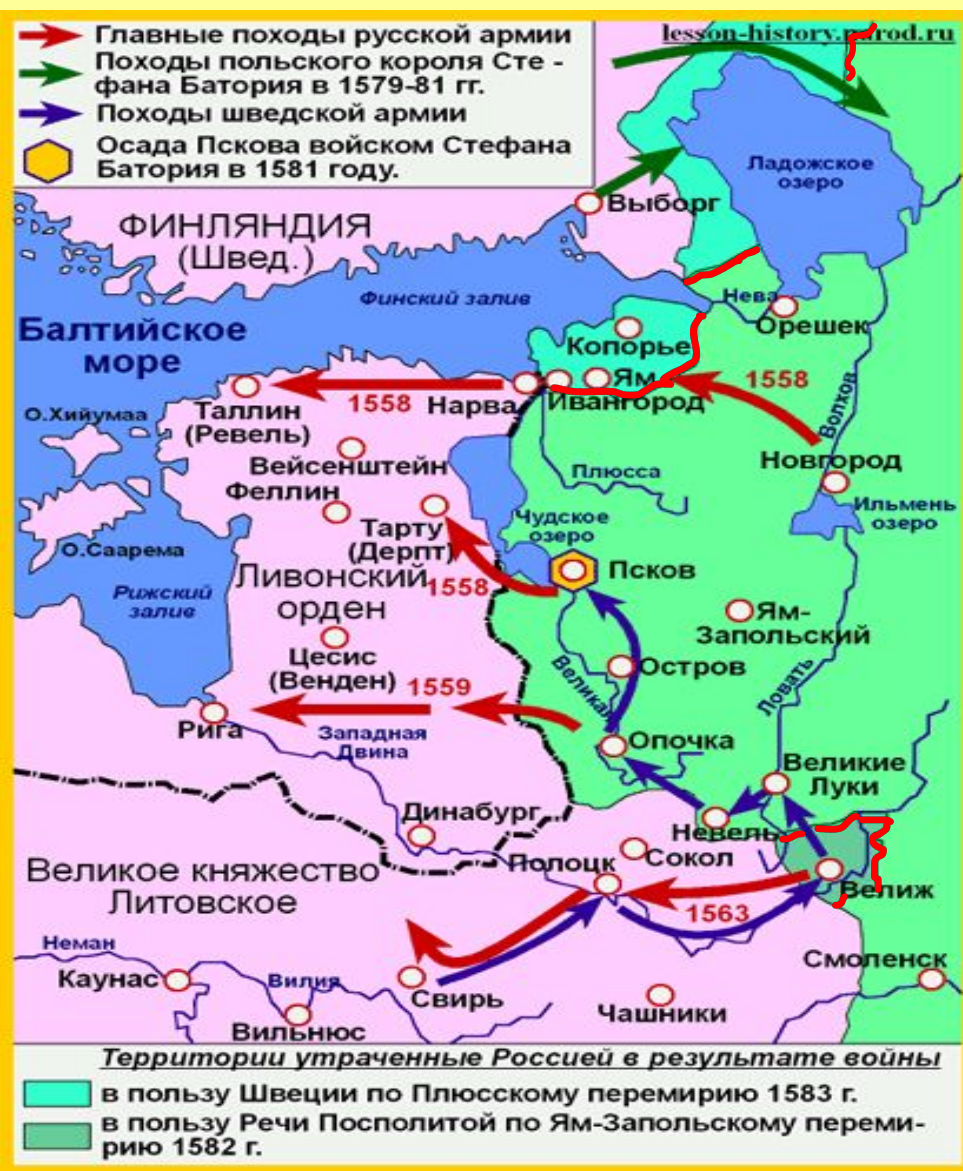 Главные походы русской армии
Походы польского короля Сте -
фана Батория в 1579-81 гг.
Походы шведской армии
Осада Пскова войском Стефана
Батория в 1581 году.
lesson-history.narod.ru
Ладожское
озеро
Выборг
ФИНЛЯНДИЯ
(Швед.)
Финский залив
Нева
Орешек
Балтийское
море
Копорье
Ям
Ивангород
Нарва
1558
1558
Таллин
(Ревель)
О.Хийумаа
Волхов
Вейсенштейн
Новгород
Плюсса
Феллин
Ильмень
озеро
Чудское
озеро
Тарту
(Дерпт)
О.Саарема
Псков
Ливонский
орден
1558
Рижский
залив
Ям-
Запольский
Цесис
(Венден)
Остров
Великая
Ловать
1559
Рига
Западная
Двина
Опочка
Великие
Луки
Динабург
Невель
Сокол
Полоцк
Велиж
Великое княжество
Литовское
1563
Неман
Смоленск
Каунас
Вилия
Свирь
Чашники
Вильнюс
Территории утраченные Россией в результате войны
в пользу Швеции по Плюсскому перемирию 1583 г.
в пользу Речи Посполитой по Ям-Запольскому переми-
рию 1582 г.